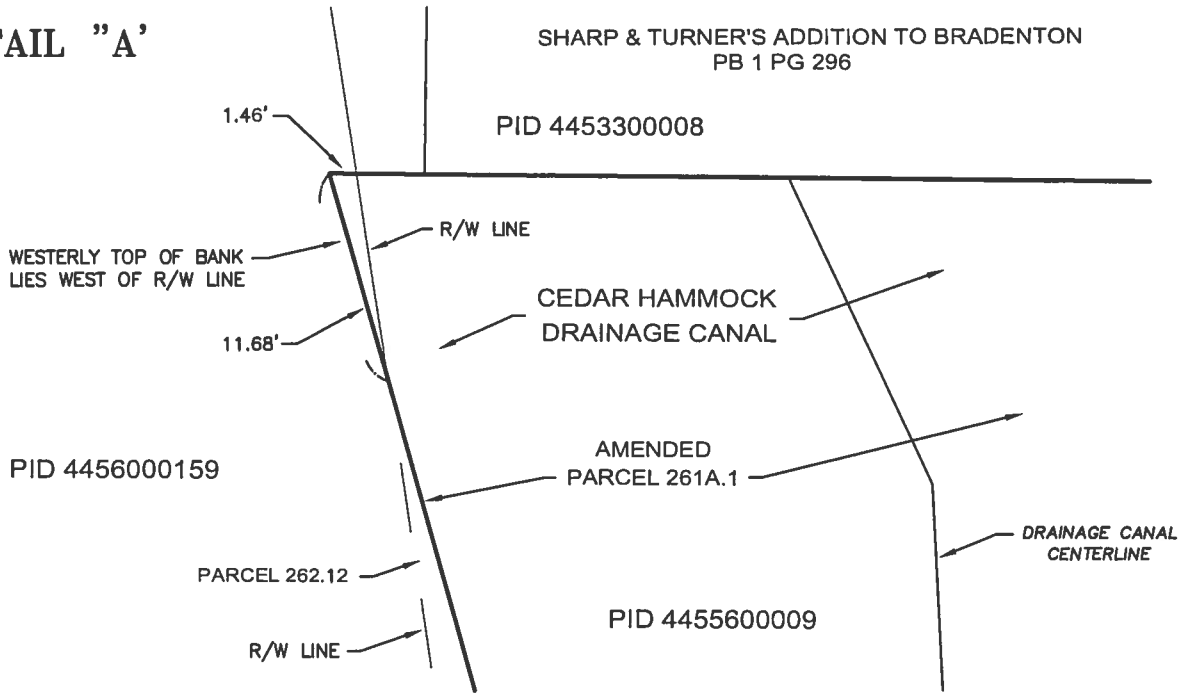 "A'
SHARP & TURNER'S ADDITION TO BRADENTON
PB 1 PG 296
1.46'
PID 4453300008
R/W LINE
WESTERLY TOP OF BANK
LIES WEST OF R/W LINE
CEDAR HAMMOCK
DRAINAGE CANAL
11.68'
AMENDED
PARCEL 261A.1
PID 4456000159
DRAINAGE CANAL
CENTERLINE
PARCEL 262.12
PID 4455600009
R/W LINE